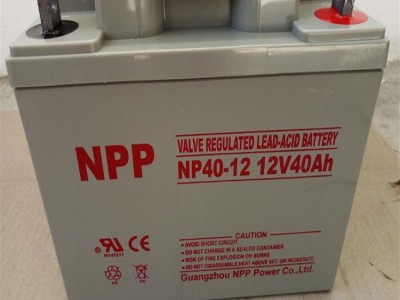 VALVE REGULATED LEAD-ACID BATTERY
NPP
NP40-12 12V40Ah
CAUTION
AVOID SHORT CIRCUIT
DO NOT CHARGE IN A SEALED CONTAINER
RISK OF FIRE EXPLOSION OR BURNS
DO NOT DISASSEMBLE, HEAT ABOVE 50°C, OR INCINERATE.
Guangzhou NPP Power Co.,Ltd.
CE